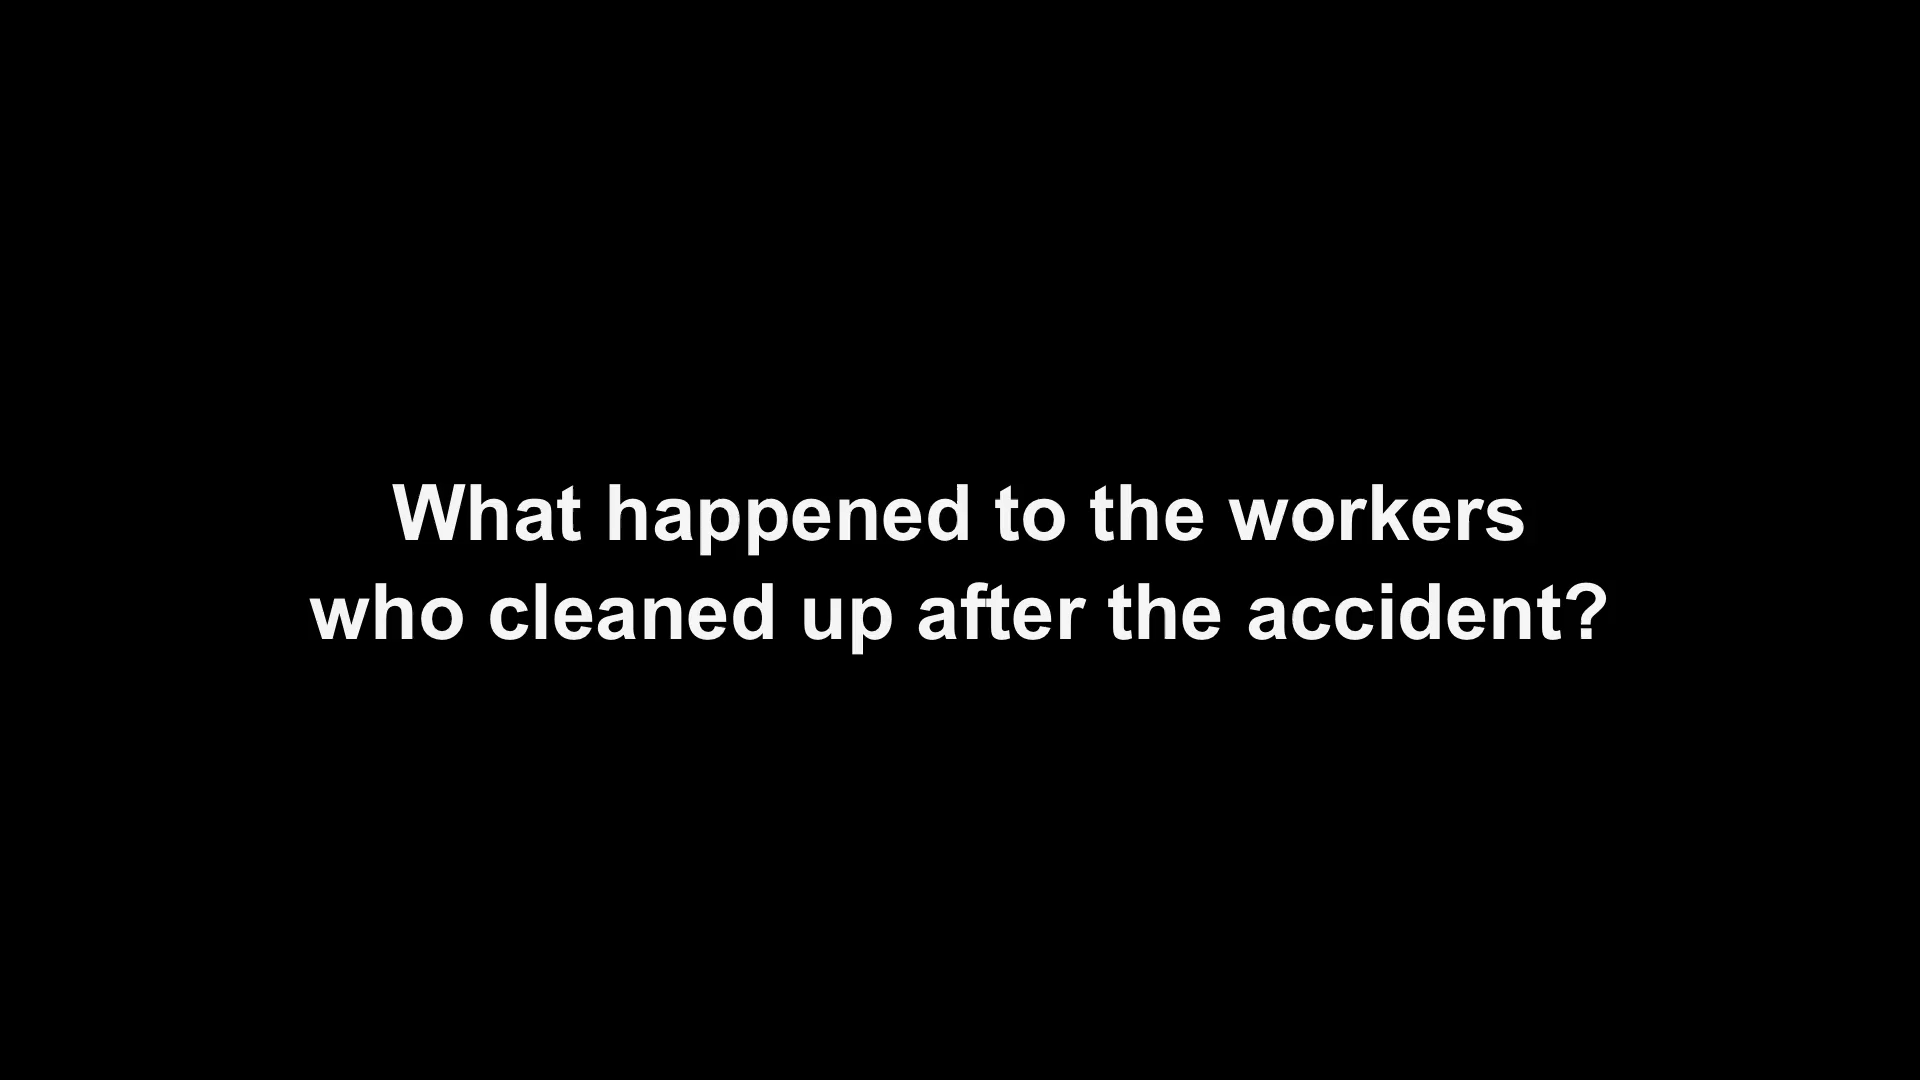 What happened to the workers
who cleaned up after the accident?